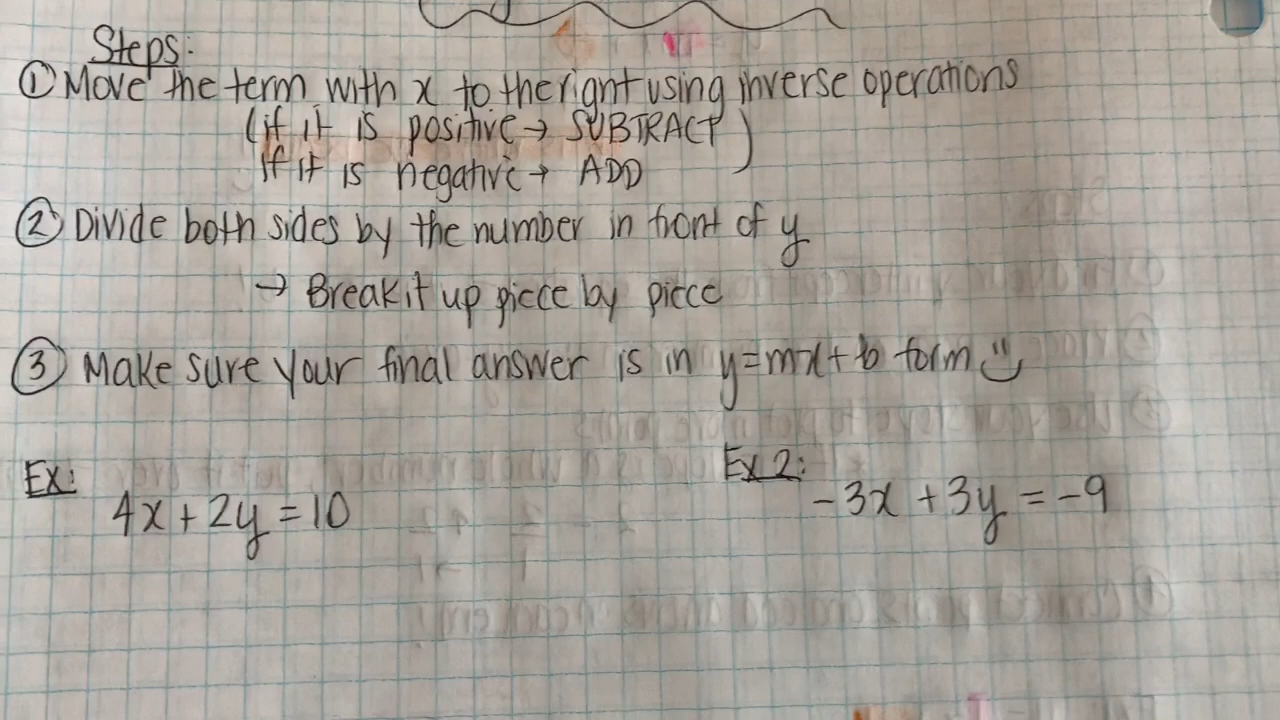 Steps:
① Move the term with x to the right using inverse operations
(if it is positive → SUBTRACT)
if it is negative → ADD
② Divide both sides by the number in front of y
→ Break it up piece by piece
③ Make sure your final answer is in y=mx+b form
Ex:
4x+2y=10
Ex 2:
-3x+3y=-9